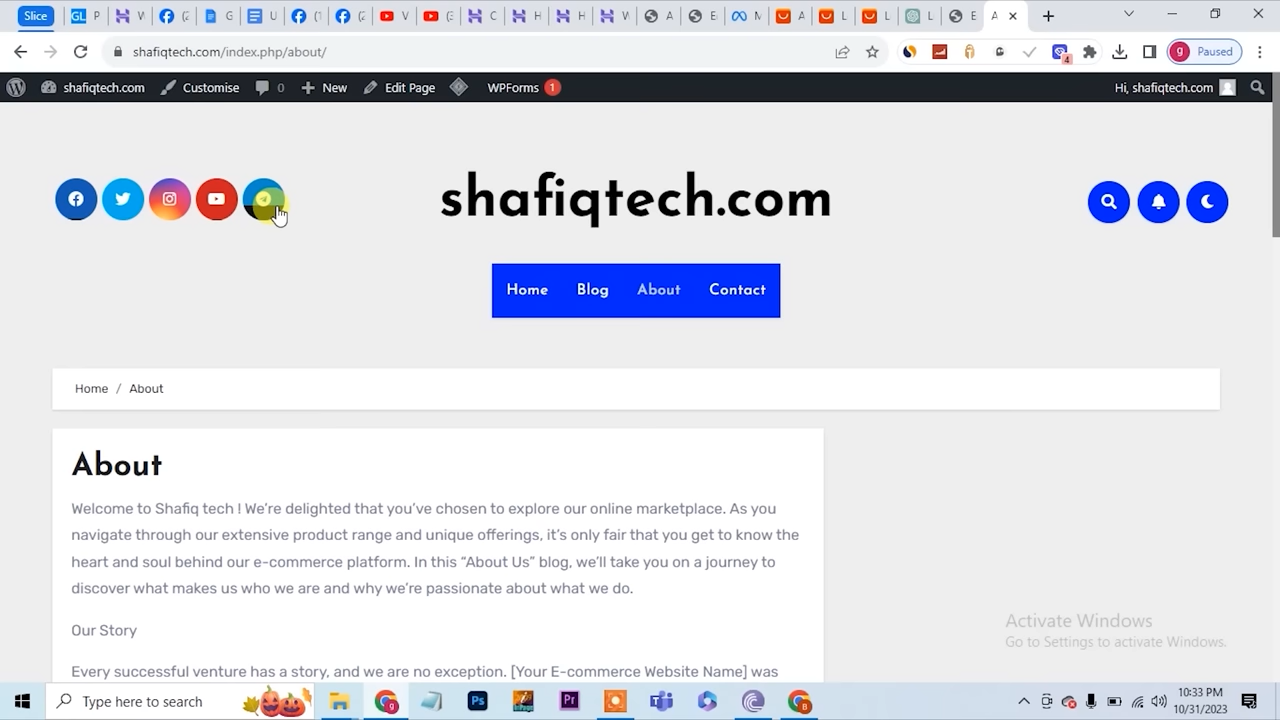 Slice
GL
U
G
U
(
(2
V
(
C
H
H
W
A
E
M
A
L
L
L
E
A
shafiqtech.com/index.php/about/
4
g
Paused
shafiqtech.com
Customise
0
New
Edit Page
WPForms
1
Hi, shafiqtech.com
shafiqtech.com
Home
Blog
About
Contact
Home / About
About
Welcome to Shafiq tech ! We’re delighted that you’ve chosen to explore our online marketplace. As you
navigate through our extensive product range and unique offerings, it’s only fair that you get to know the
heart and soul behind our e-commerce platform. In this “About Us” blog, we’ll take you on a journey to
discover what makes us who we are and why we’re passionate about what we do.
Our Story
Every successful venture has a story, and we are no exception. [Your E-commerce Website Name] was
Activate Windows
Go to Settings to activate Windows.
Type here to search
Ps
Pr
B
10:33 PM
10/31/2023